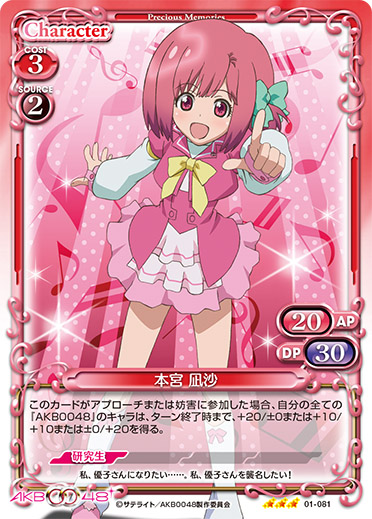 Precious Memories
Character
COST
3
SOURCE
2
20 AP
DP 30
本宮 凪沙
このカードがアプローチまたは妨害に参加した場合、自分の全ての
『AKB0048』のキャラは、ターン終了時まで、+20/±0または+10/
+10または±0/+20を得る。
研究生
私、優子さんになりたい……。私、優子さんを襲名したい！
AKB0048 ©サテライト/AKB0048製作委員会 01-081